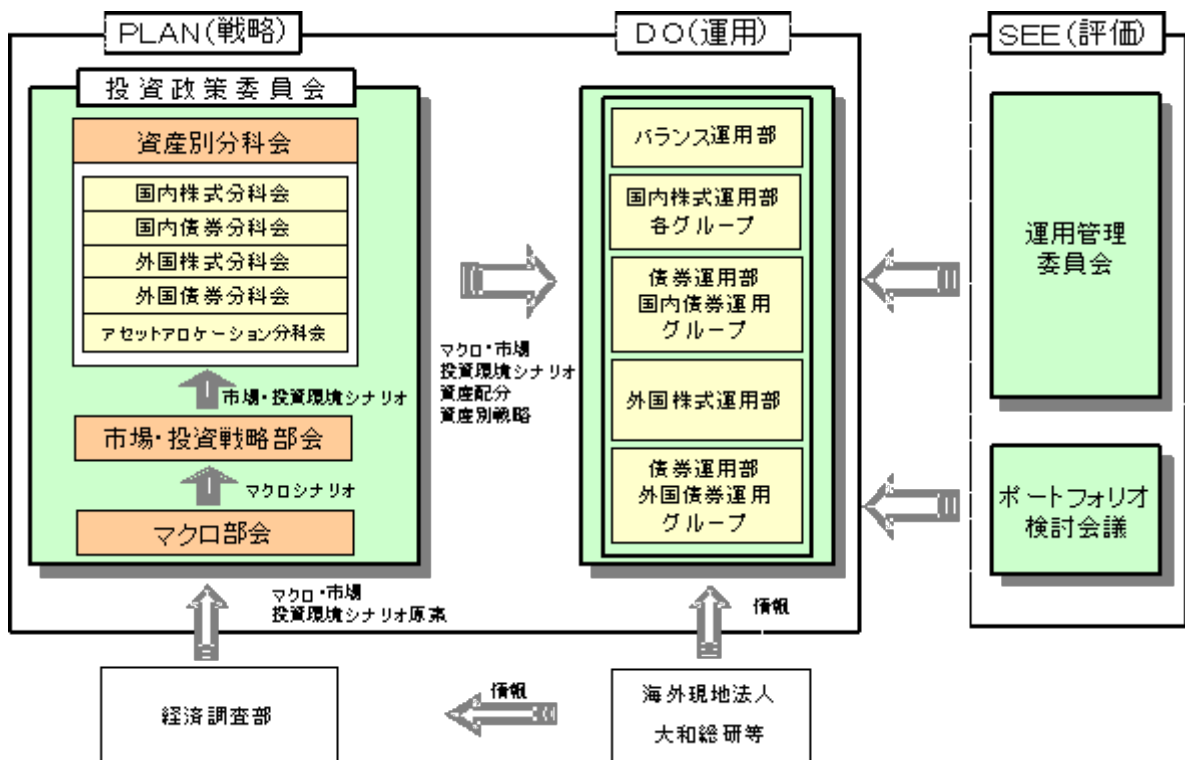 PLAN(戦略)
投資政策委員会
資産別分科会
国内株式分科会
国内債券分科会
外国株式分科会
外国債券分科会
アセットアロケーション分科会
市場・投資環境シナリオ
市場・投資戦略部会
マクロシナリオ
マクロ部会
マクロ・市場
投資環境シナリオ原案
経済調査部
マクロ・市場
投資環境シナリオ
資産配分
資産別戦略
DO(運用)
バランス運用部
国内株式運用部
各グループ
債券運用部
国内債券運用
グループ
外国株式運用部
債券運用部
外国債券運用
グループ
情報
海外現地法人
大和総研等
情報
SEE(評価)
運用管理
委員会
ポートフォリオ
検討会議